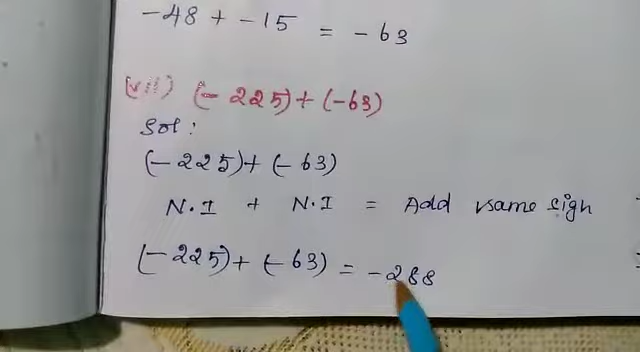 -48 + -15 = -63
(vii) (-225)+(-63)
Sol:
(-225)+(-63)
N.I + N.I = Add same sign
(-225)+(-63) = -288